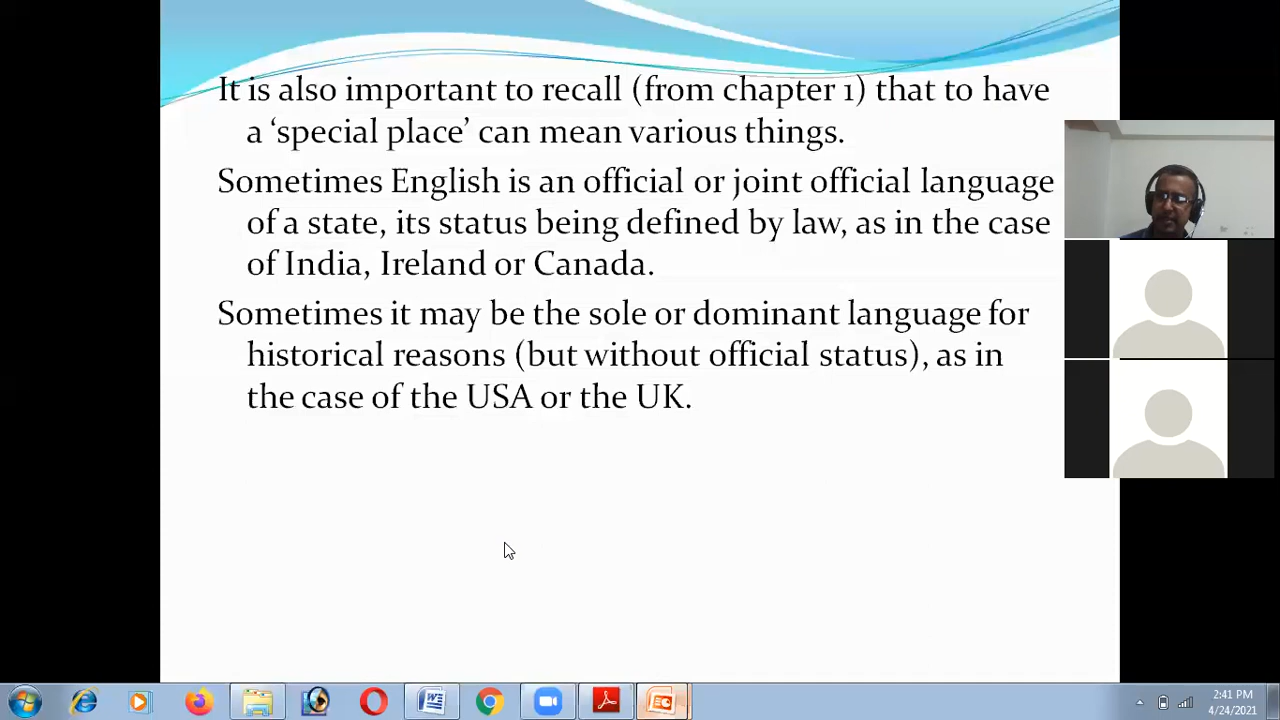 It is also important to recall (from chapter 1) that to have
a ‘special place’ can mean various things.
Sometimes English is an official or joint official language
of a state, its status being defined by law, as in the case
of India, Ireland or Canada.
Sometimes it may be the sole or dominant language for
historical reasons (but without official status), as in
the case of the USA or the UK.
2:41 PM
4/24/2021